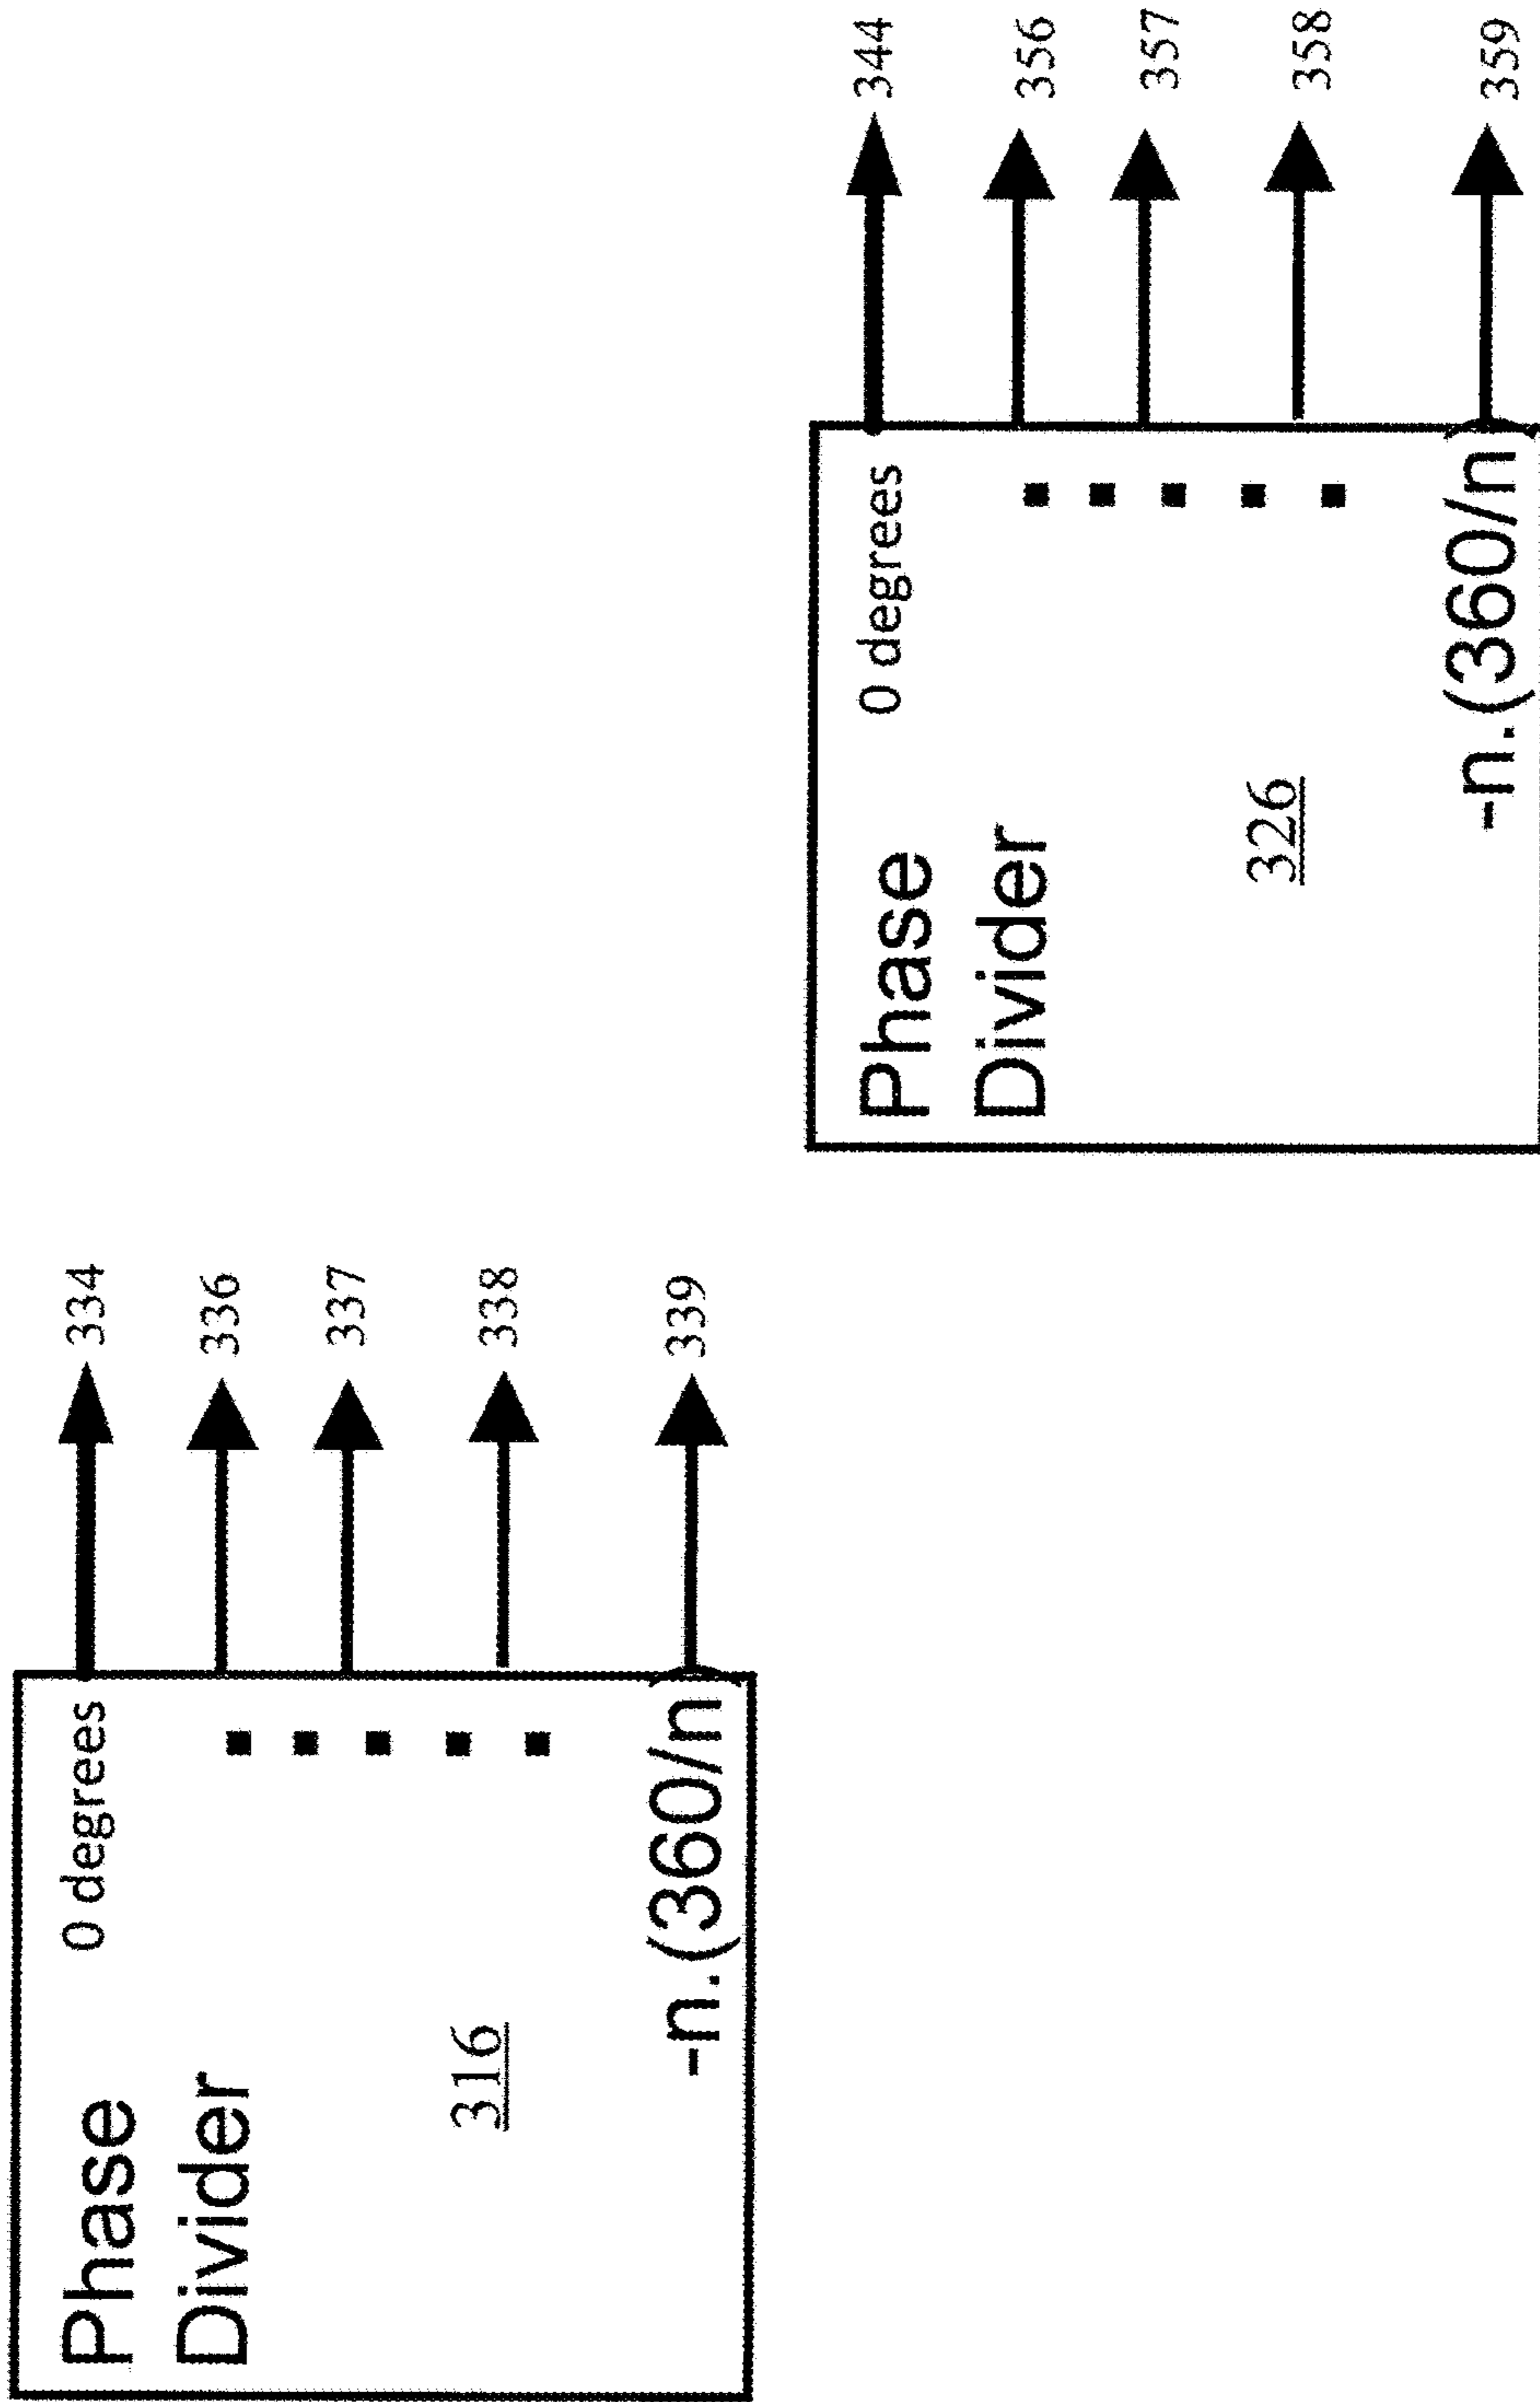 Phase 0 degrees 334
Divider 336
337
316 338
-n.(360/n) 339
Phase 0 degrees 344
Divider 356
357
326 358
-n.(360/n) 359